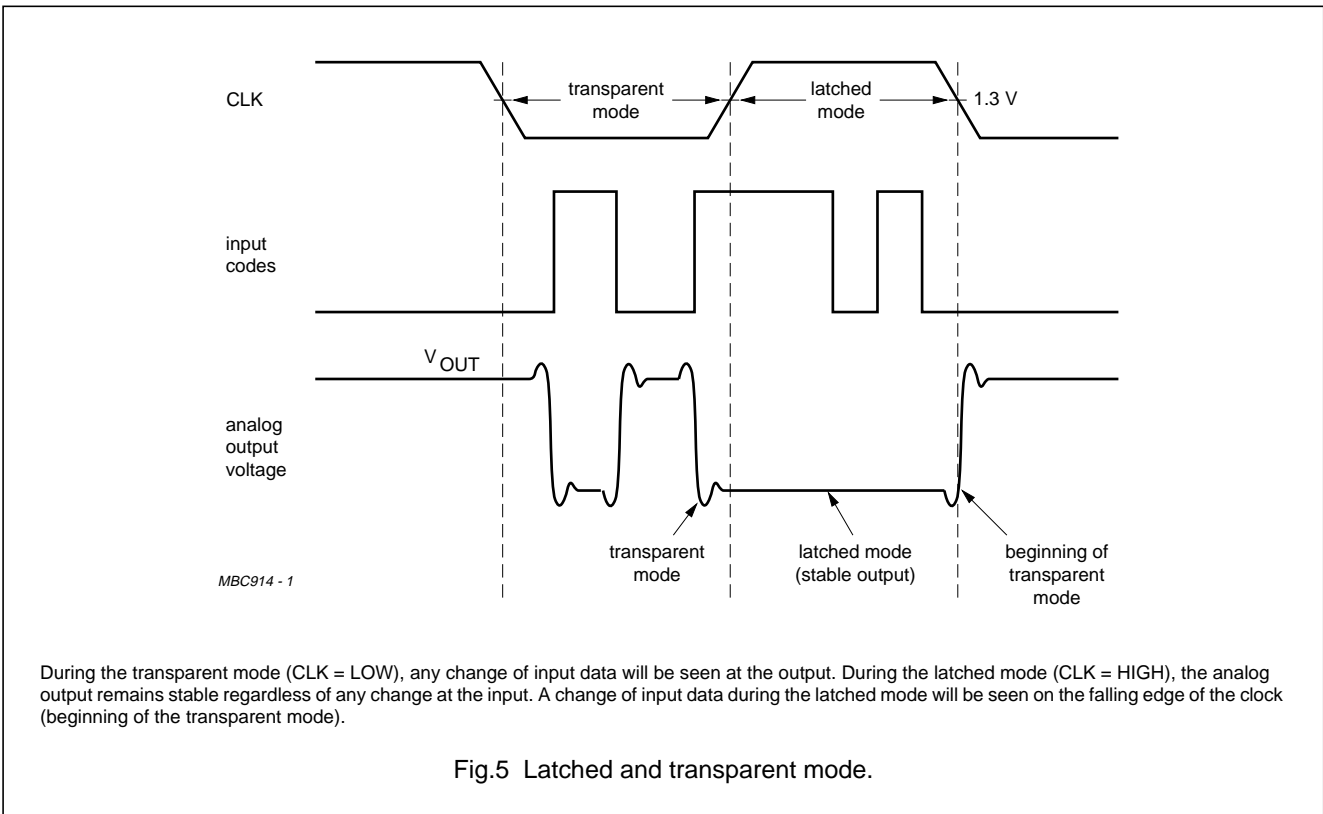 CLK
transparent
mode
latched
mode
1.3 V
input
codes
V OUT
analog
output
voltage
transparent
mode
latched mode
(stable output)
beginning of
transparent
mode
MBC914 - 1
During the transparent mode (CLK = LOW), any change of input data will be seen at the output. During the latched mode (CLK = HIGH), the analog
output remains stable regardless of any change at the input. A change of input data during the latched mode will be seen on the falling edge of the clock
(beginning of the transparent mode).
Fig.5 Latched and transparent mode.